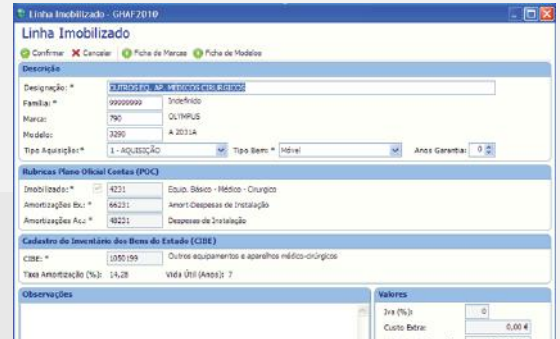 Linha Imobilizado - GHAF2010
Linha Imobilizado
Confirmar Cancelar Ficha de Marcas Ficha de Modelos
Descrição
Designação: * OUTROS EQ. AP. MEDICOS CIRURGICOS
Família: * 99999999 Indefinido
Marca: 790 OLYMPUS
Modelo: 3290 A 2031A
Tipo Aquisição: * 1 - AQUISIÇÃO Tipo Bem: * Móvel Anos Garantia: 0
Rubricas Plano Oficial Contas (POC)
Imobilizado: * 4231 Equip. Básico - Médico - Cirurgico
Amortizações Ex.: * 66231 Amort-Despesas de Instalação
Amortizações Ac.: * 48231 Despesas de Instalação
Cadastro do Inventário dos Bens do Estado (CIBE)
CIBE: * 1050199 Outros equipamentos e aparelhos médico-cirúrgicos
Taxa Amortização (%): 14,28 Vida Útil (Anos): 7
Observações Valores
Iva (%): 0
Custo Extra: 0,00 €